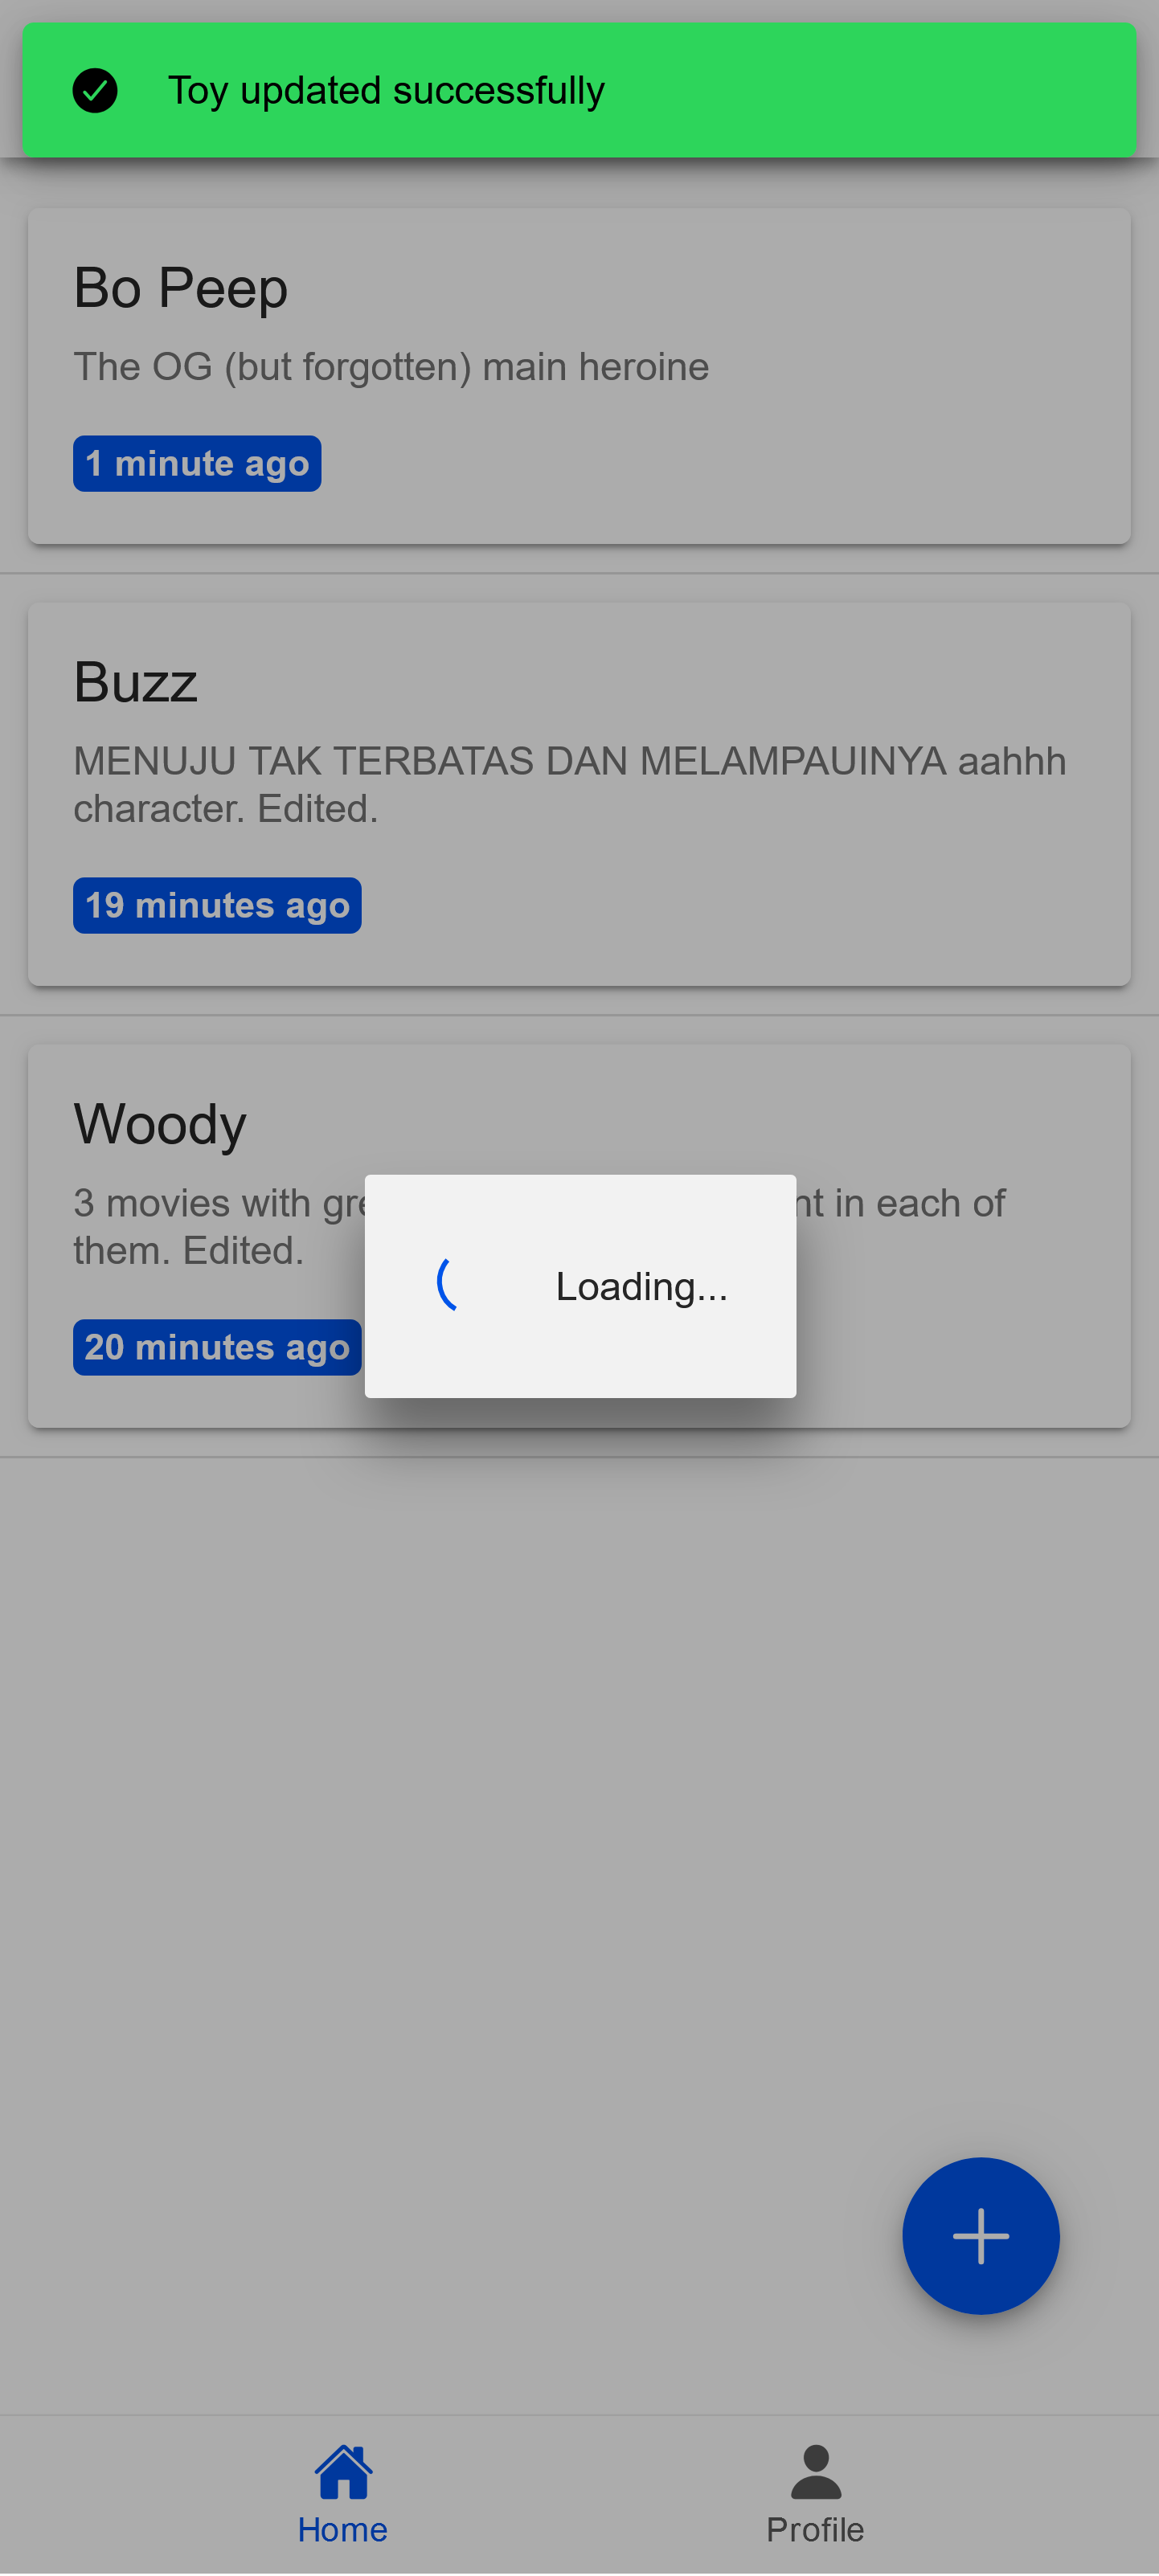 Toy updated successfully
Bo Peep
The OG (but forgotten) main heroine
1 minute ago
Buzz
MENUJU TAK TERBATAS DAN MELAMPAUINYA aahhh
character. Edited.
19 minutes ago
Woody
3 movies with in each of
them. Edited.
Loading...
20 minutes ago
Home
Profile